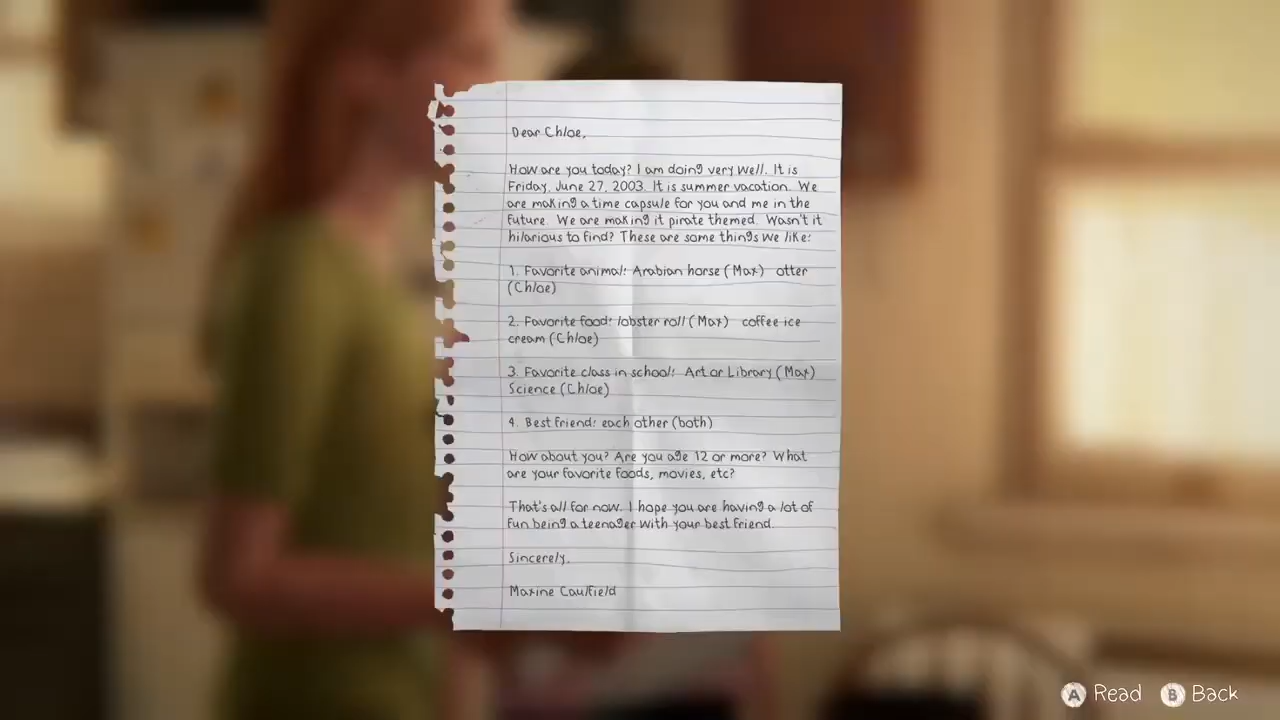 Dear Chloe,
How are you today? I am doing very well. It is
Friday, June 27, 2003. It is summer vacation. We
are making a time capsule for you and me in the
future. We are making it pirate themed. Wasn't it
hilarious to find? These are some things we like:
1. Favorite animal: Arabian horse (Max) otter
(Chloe)
2. Favorite food: lobster roll (Max) coffee ice
cream (Chloe)
3. Favorite class in school: Art or Library (Max)
Science (Chloe)
4. Best friend: each other (both)
How about you? Are you age 12 or more? What
are your favorite foods, movies, etc?
That's all for now. I hope you are having a lot of
fun being a teenager with your best friend.
Sincerely,
Maxine Caulfield
A Read B Back